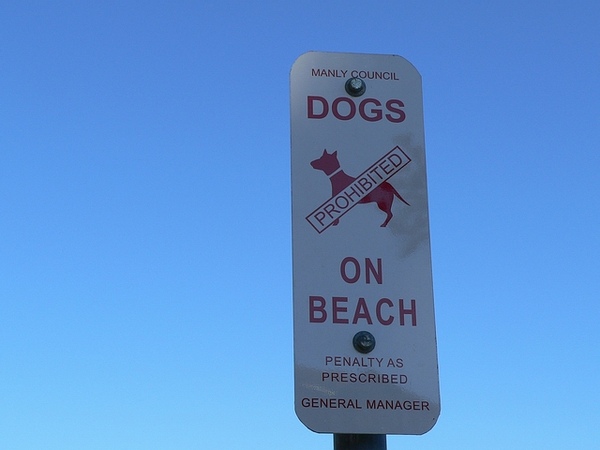 MANLY COUNCIL
DOGS
PROHIBITED
ON
BEACH
PENALTY AS
PRESCRIBED
GENERAL MANAGER